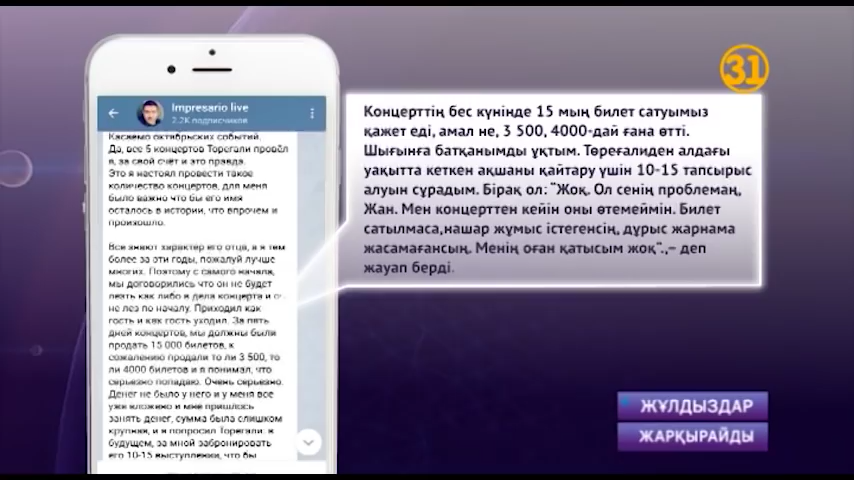 Impresario live
2.2K подписчиков
Касаемо октябрьских событий.
Да, все 5 концертов Торегали провёл
я, за свой счёт и это правда.
Это я настоял провести такое
количество концертов, для меня
было важно что бы его имя
осталось в истории, что впрочем и
произошло.
Все знают характер его отца, а я тем
более за эти годы, пожалуй лучше
многих. Поэтому с самого начала,
мы договорились что он не будет
лезть как либо в дела концерта и он
не лез по началу. Приходил как
гость и как гость уходил. За пять
дней концертов, мы должны были
продать 15 000 билетов, к
сожалению продали то ли 3 500, то
ли 4000 билетов и я понимал, что
серьезно попадаю. Очень серьезно.
Денег не было у него и у меня все
уже вложено и мне пришлось
занять денег, сумма была слишком
крупная, и я попросил Торегали: в
будущем, за мной забронировать
его 10-15 выступлении, что бы
31
Концерттің бес күнінде 15 мың билет сатуымыз
қажет еді, амал не, 3 500, 4000-дай ғана өтті.
Шығынға батқанымды ұқтым. Төреғалиден алдағы
уақытта кеткен ақшаны қайтару үшін 10-15 тапсырыс
алуын сұрадым. Бірақ ол: “Жоқ. Ол сенің проблемаң,
Жан. Мен концерттен кейін оны өтемеймін. Билет
сатылмаса,нашар жұмыс істегенсің, дұрыс жарнама
жасамағансың. Менің оған қатысым жоқ“.,– деп
жауап берді.
ЖҰЛДЫЗДАР
ЖАРҚЫРАЙДЫ